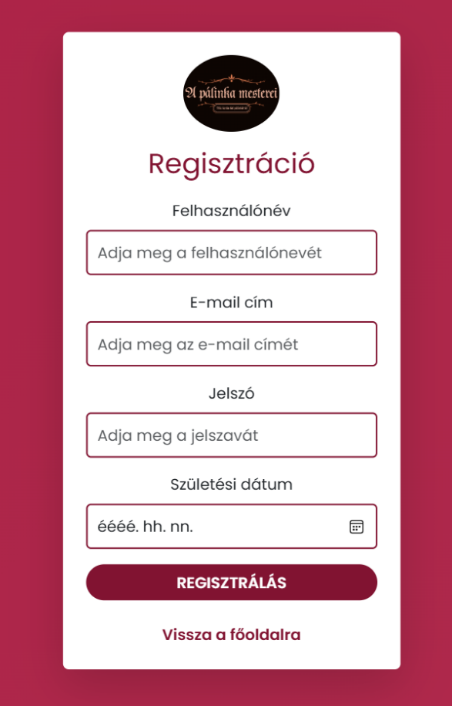 A pálinka mesterei
Regisztráció
Felhasználónév
Adja meg a felhasználónevét
E-mail cím
Adja meg az e-mail címét
Jelszó
Adja meg a jelszavát
Születési dátum
éééé. hh. nn.
REGISZTRÁLÁS
Vissza a főoldalra